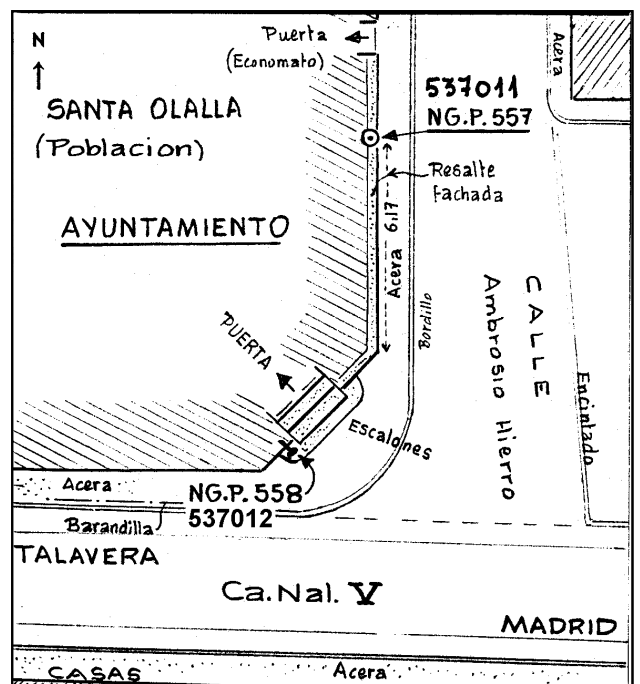 N
Puerta
(Economato)
Acera
SANTA OLALLA
(Poblacion)
537011
NG.P. 557
AYUNTAMIENTO
Resalte
fachada
6.17
Acera
Bordillo
CALLE
Ambrosio Hierro
PUERTA
Encintado
Escalones
Acera
NG.P. 558
537012
Barandilla
TALAVERA
Ca.Nal. V
MADRID
CASAS
Acera